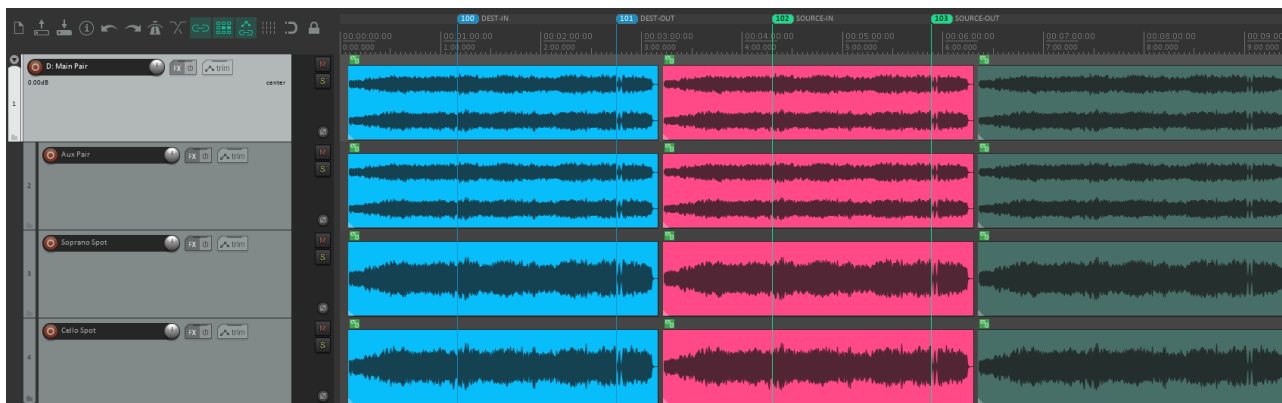 100 DEST-IN 101 DEST-OUT 102 SOURCE-IN 103 SOURCE-OUT
00:00:00:00 00:01:00:00 00:02:00:00 00:03:00:00 00:04:00:00 00:05:00:00 00:06:00:00 00:07:00:00 00:08:00:00 00:09:00
0:00.000 1:00.000 2:00.000 3:00.000 4:00.000 5:00.000 6:00.000 7:00.000 8:00.000 9:00.000
D: Main Pair FX trim M
0.00dB center S
1
Aux Pair FX trim M
S
2
Soprano Spot FX trim M
S
3
Cello Spot FX trim M
S
4